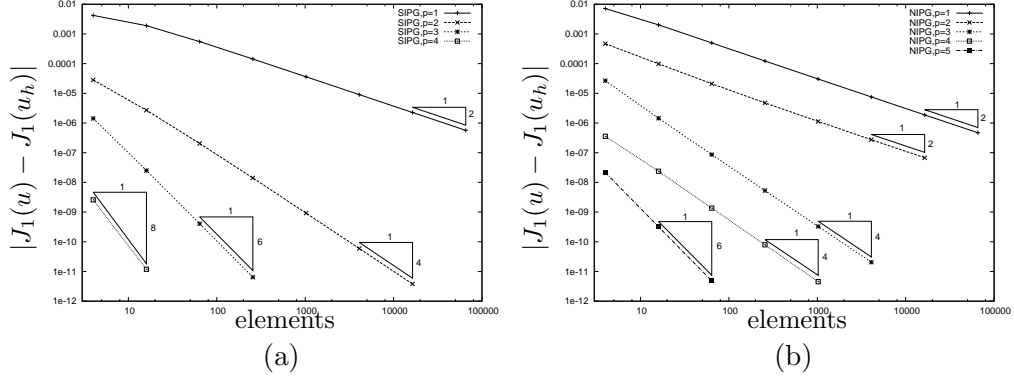 |J₁(u) − J₁(u_h)|
0.01
0.001
0.0001
1e-05
1e-06
1e-07
1e-08
1e-09
1e-10
1e-11
1e-12
10
100
1000
10000
100000
elements
SIPG,p=1
SIPG,p=2
SIPG,p=3
SIPG,p=4
1
2
1
4
1
6
1
8
(a)
|J₁(u) − J₁(u_h)|
0.01
0.001
0.0001
1e-05
1e-06
1e-07
1e-08
1e-09
1e-10
1e-11
1e-12
10
100
1000
10000
100000
elements
NIPG,p=1
NIPG,p=2
NIPG,p=3
NIPG,p=4
NIPG,p=5
1
2
1
2
1
4
1
4
1
6
(b)